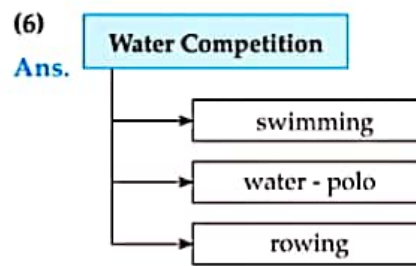 (6)
Ans.
Water Competition
swimming
water - polo
rowing